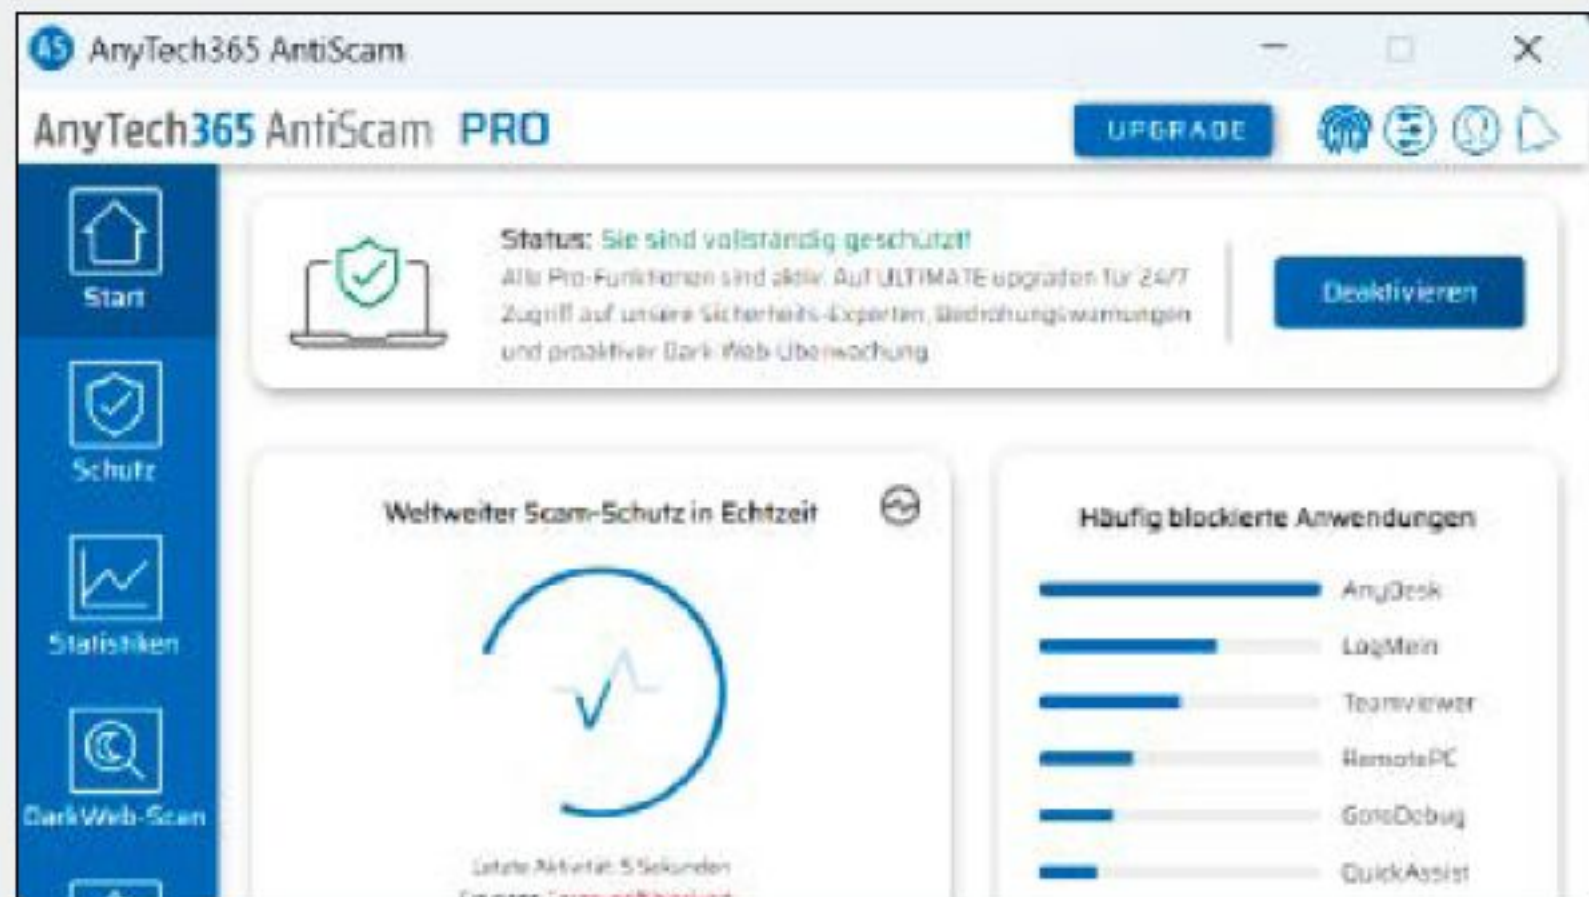 AnyTech365 AntiScam
AnyTech365 AntiScam PRO
UPGRADE
Start
Schutz
Statistiken
DarkWeb-Scan
Status: Sie sind vollständig geschützt!
Alle Pro-Funktionen sind aktiv. Auf ULTIMATE upgraden für 24/7
Zugriff auf unsere Sicherheits-Experten, Bedrohungswarnungen
und proaktiver Dark-Web-Überwachung
Deaktivieren
Weltweiter Scam-Schutz in Echtzeit
Letzte Aktivität: 5 Sekunden
Häufig blockierte Anwendungen
AnyDesk
LogMein
Teamviewer
RemotePC
GotoDebug
QuickAssist